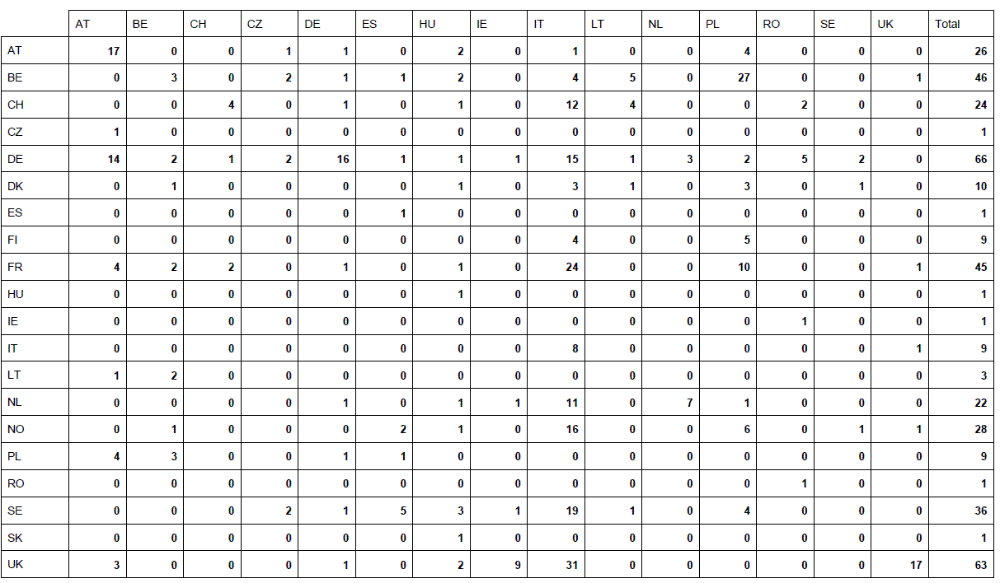 AT BE CH CZ DE ES HU IE IT LT NL PL RO SE UK Total
AT 17 0 0 1 1 0 2 0 1 0 0 4 0 0 0 26
BE 0 3 0 2 1 1 2 0 4 5 0 27 0 0 1 46
CH 0 0 4 0 1 0 1 0 12 4 0 0 2 0 0 24
CZ 1 0 0 0 0 0 0 0 0 0 0 0 0 0 0 1
DE 14 2 1 2 16 1 1 1 15 1 3 2 5 2 0 66
DK 0 1 0 0 0 0 1 0 3 1 0 3 0 1 0 10
ES 0 0 0 0 0 1 0 0 0 0 0 0 0 0 0 1
FI 0 0 0 0 0 0 0 0 4 0 0 5 0 0 0 9
FR 4 2 2 0 1 0 1 0 24 0 0 10 0 0 1 45
HU 0 0 0 0 0 0 1 0 0 0 0 0 0 0 0 1
IE 0 0 0 0 0 0 0 0 0 0 0 0 1 0 0 1
IT 0 0 0 0 0 0 0 0 8 0 0 0 0 0 1 9
LT 1 2 0 0 0 0 0 0 0 0 0 0 0 0 0 3
NL 0 0 0 0 1 0 1 1 11 0 7 1 0 0 0 22
NO 0 1 0 0 0 2 1 0 16 0 0 6 0 1 1 28
PL 4 3 0 0 1 1 0 0 0 0 0 0 0 0 0 9
RO 0 0 0 0 0 0 0 0 0 0 0 0 1 0 0 1
SE 0 0 0 2 1 5 3 1 19 1 0 4 0 0 0 36
SK 0 0 0 0 0 0 1 0 0 0 0 0 0 0 0 1
UK 3 0 0 0 1 0 2 9 31 0 0 0 0 0 17 63